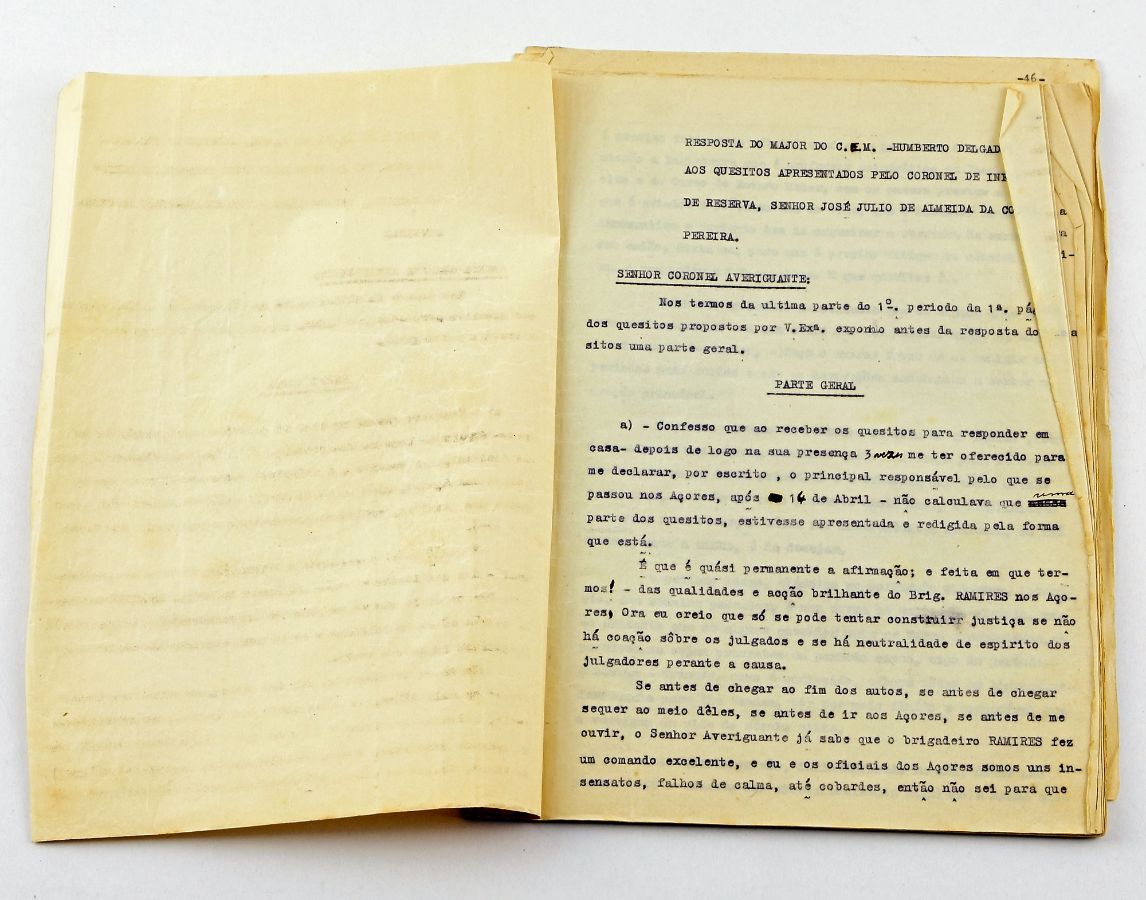 -46-
RESPOSTA DO MAJOR DO C.E.M. -HUMBERTO DELGAD
AOS QUESITOS APRESENTADOS PELO CORONEL DE INF
DE RESERVA, SENHOR JOSÉ JULIO DE ALMEIDA DA CO
PEREIRA.
SENHOR CORONEL AVERIGUANTE:
Nos termos da ultima parte do 1º. periodo da 1ª. pá
dos quesitos propostos por V.Exª. exponho antes da resposta do
sitos uma parte geral.
PARTE GERAL
a) - Confesso que ao receber os quesitos para responder em
casa- depois de logo na sua presença 3 vezes me ter oferecido para
me declarar, por escrito , o principal responsável pelo que se
passou nos Açores, após 14 de Abril - não calculava que uma
parte dos quesitos, estivesse apresentada e redigida pela forma
que está.
É que é quási permanente a afirmação; e feita em que ter-
mos! - das qualidades e acção brilhante do Brig. RAMIRES nos Aço-
res. Ora eu creio que só se pode tentar construirr justiça se não
há coação sôbre os julgados e se há neutralidade de espirito dos
julgadores perante a causa.
Se antes de chegar ao fim dos autos, se antes de chegar
sequer ao meio dêles, se antes de ir aos Açores, se antes de me
ouvir, o Senhor Averiguante já sabe que o brigadeiro RAMIRES fez
um comando excelente, e eu e os oficiais dos Açores somos uns in-
sensatos, falhos de calma, até cobardes, então não sei para que